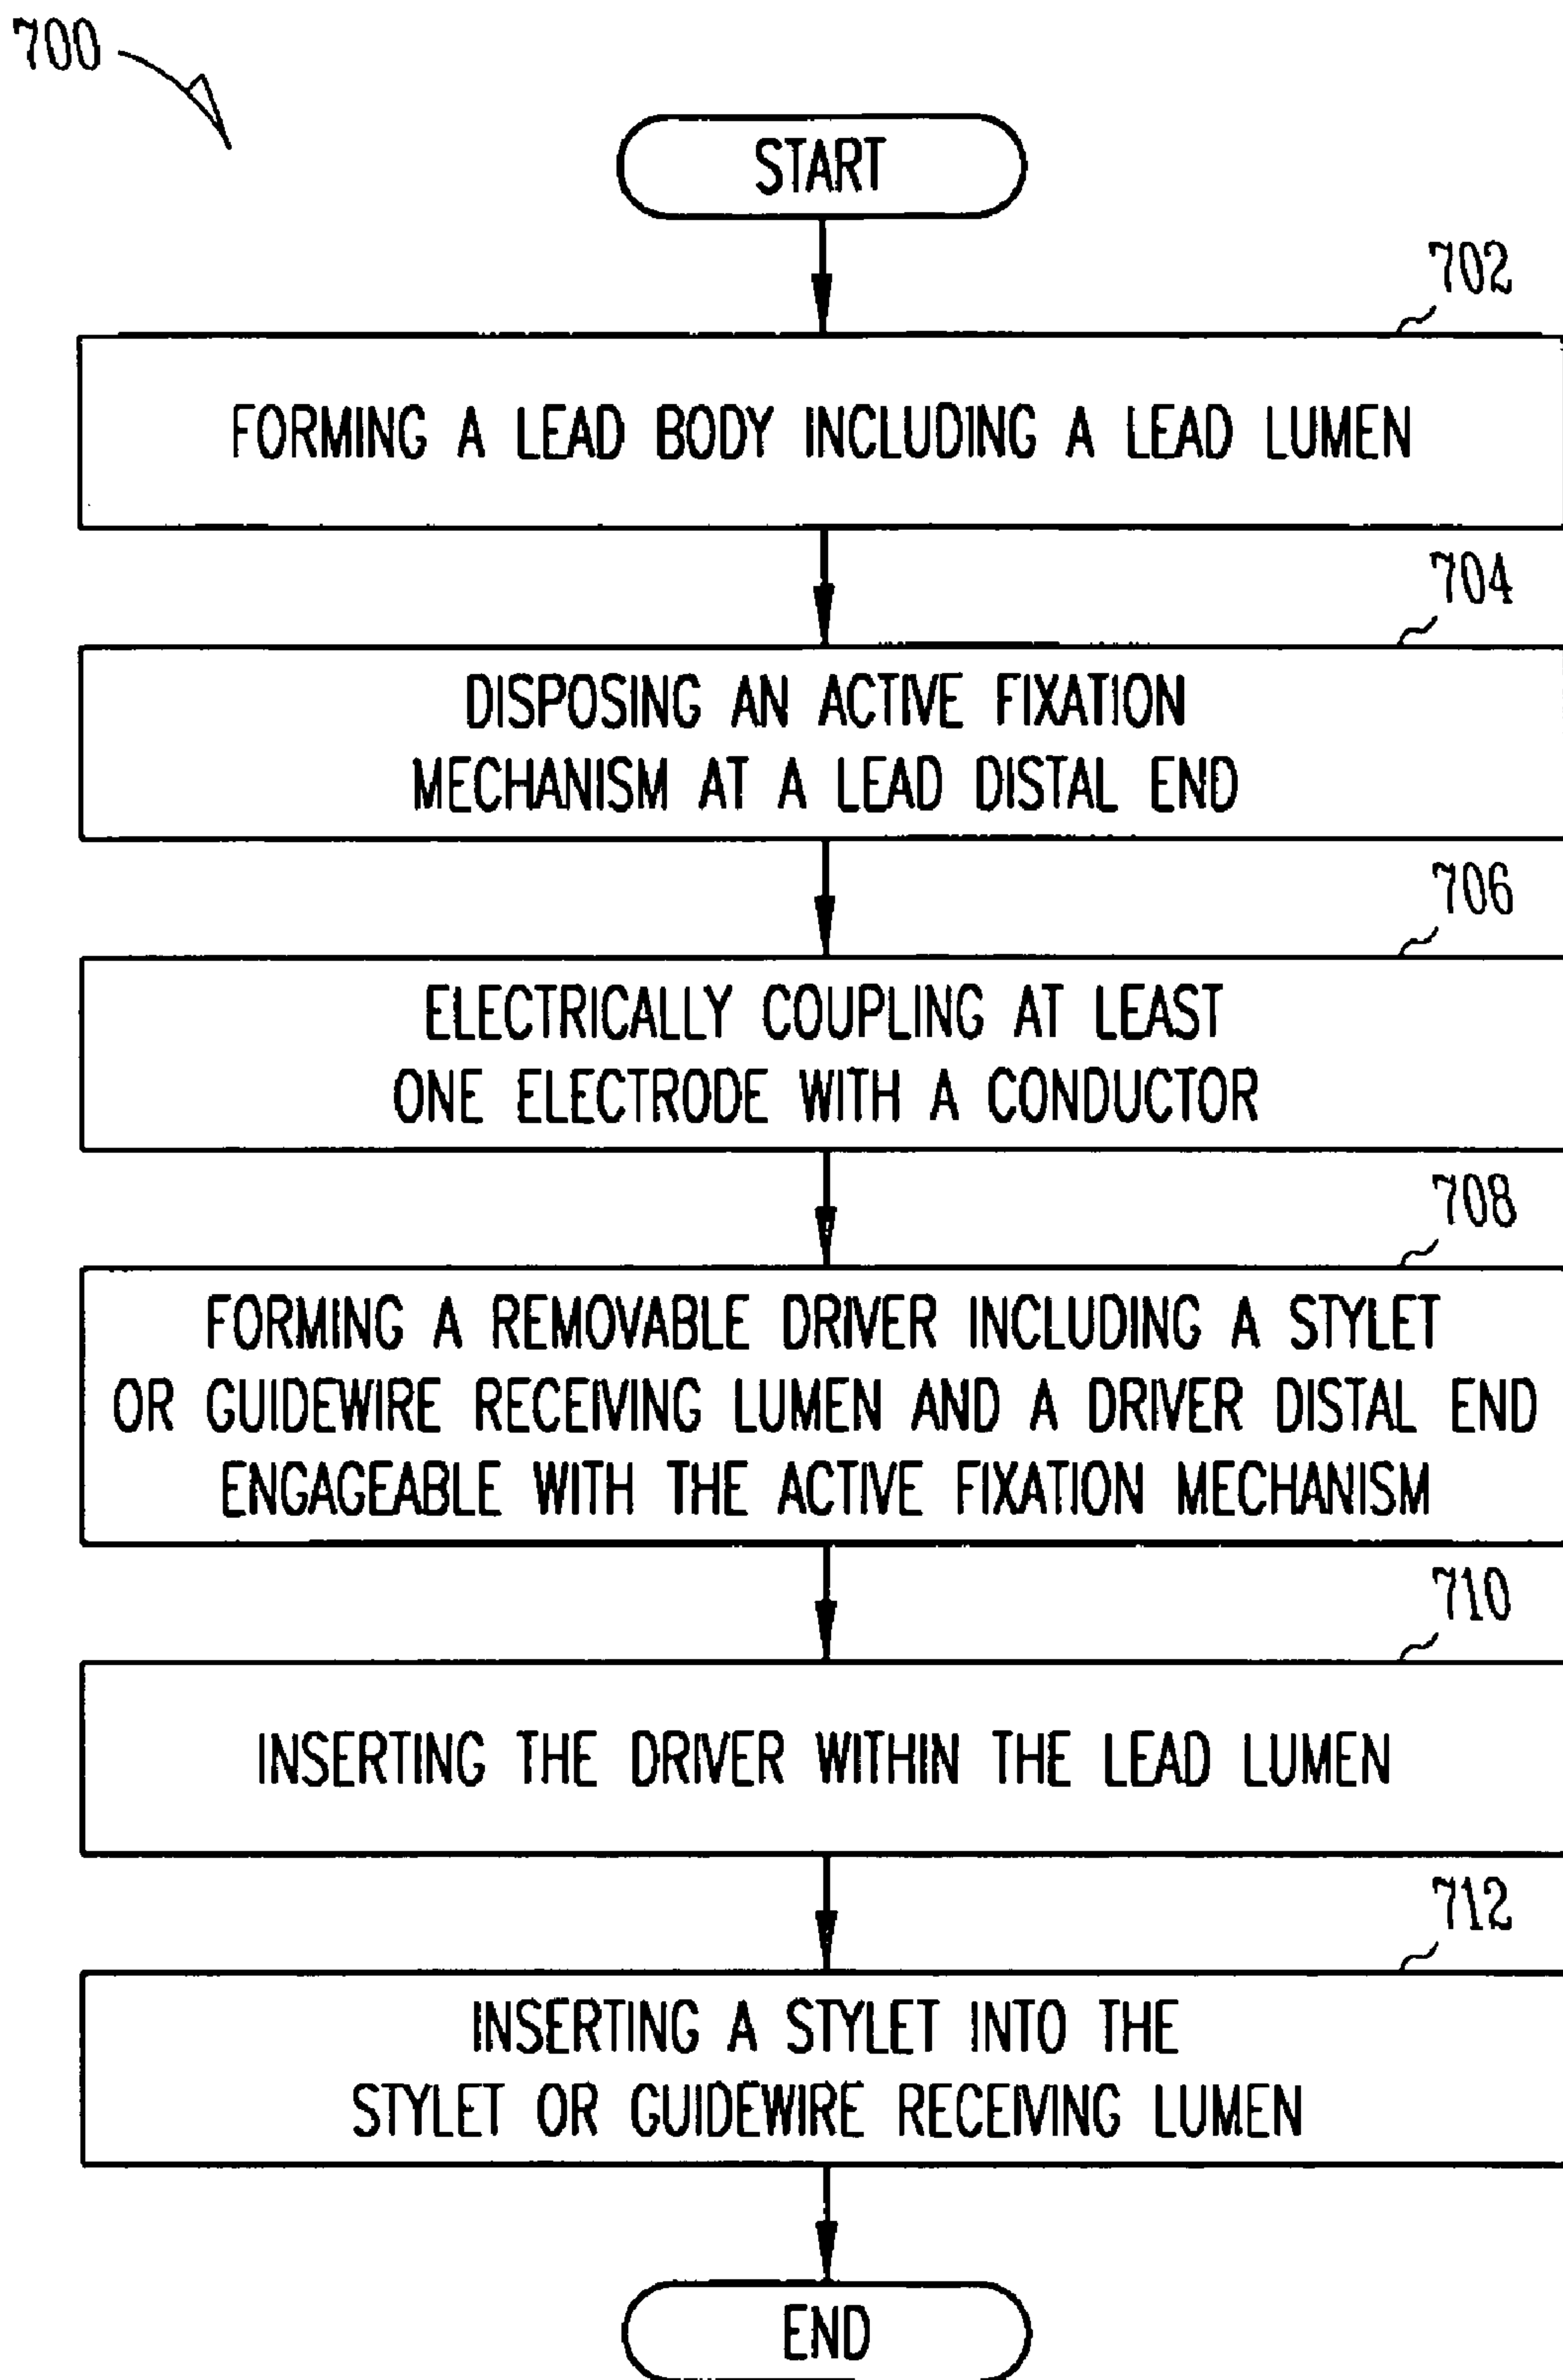 700
START
702
FORMING A LEAD BODY INCLUDING A LEAD LUMEN
704
DISPOSING AN ACTIVE FIXATION
MECHANISM AT A LEAD DISTAL END
706
ELECTRICALLY COUPLING AT LEAST
ONE ELECTRODE WITH A CONDUCTOR
708
FORMING A REMOVABLE DRIVER INCLUDING A STYLET
OR GUIDEWIRE RECEIVING LUMEN AND A DRIVER DISTAL END
ENGAGEABLE WITH THE ACTIVE FIXATION MECHANISM
710
INSERTING THE DRIVER WITHIN THE LEAD LUMEN
712
INSERTING A STYLET INTO THE
STYLET OR GUIDEWIRE RECEIVING LUMEN
END